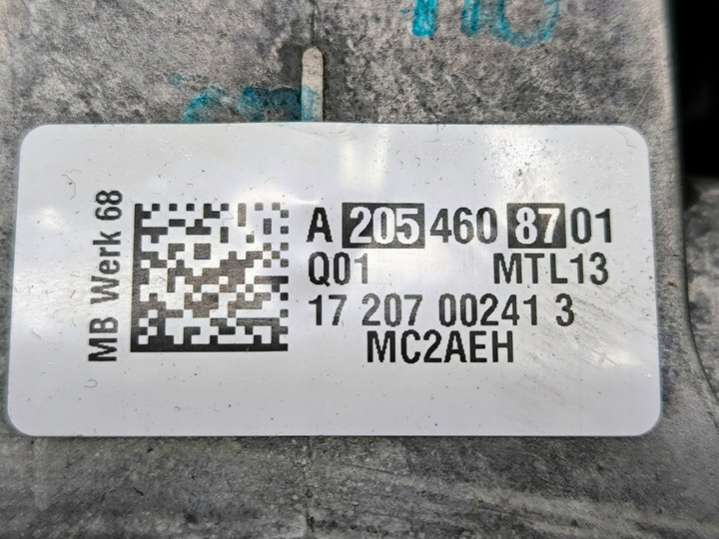 MB Werk 68
A 205 460 87 01
Q01 MTL13
17 207 00241 3
MC2AEH